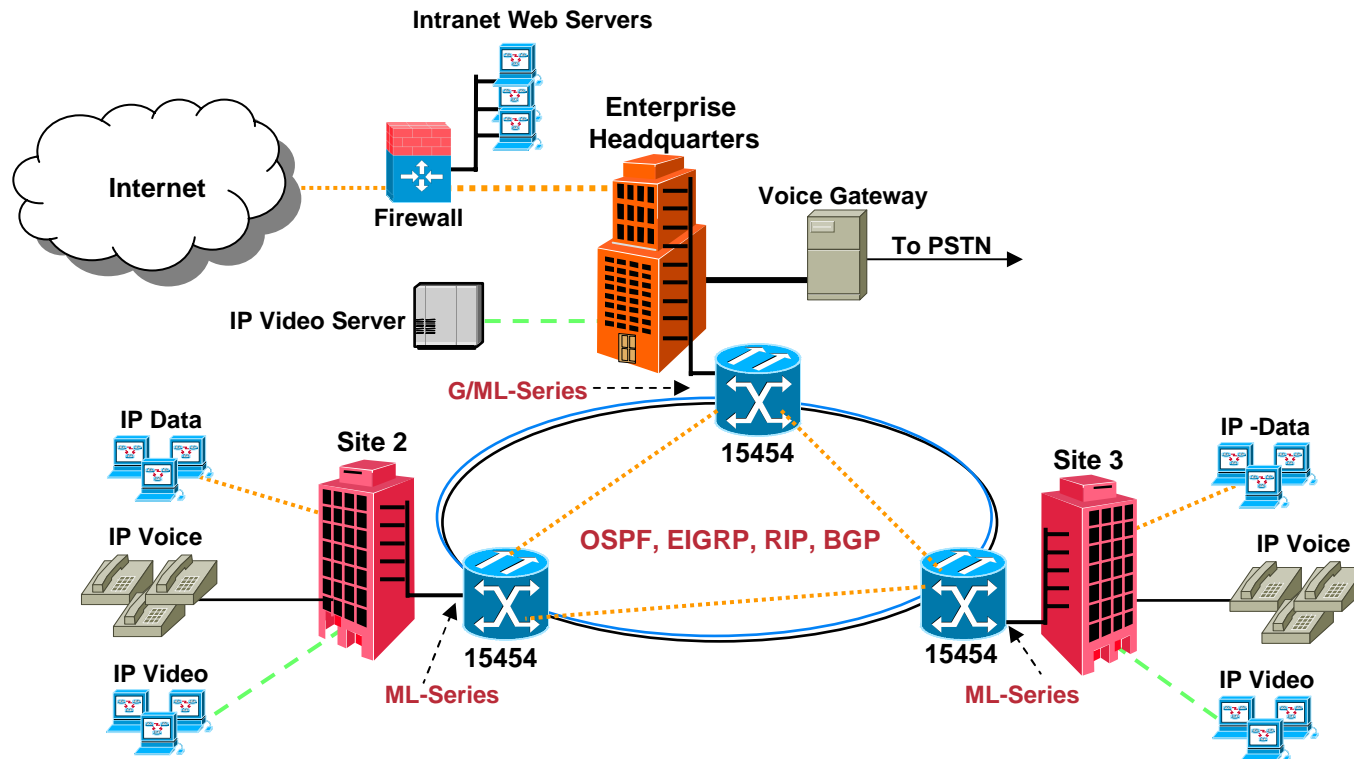 Intranet Web Servers
Enterprise
Headquarters
Internet
Firewall
Voice Gateway
To PSTN
IP Video Server
G/ML-Series
15454
IP Data
Site 2
IP Voice
IP Video
15454
ML-Series
OSPF, EIGRP, RIP, BGP
Site 3
IP -Data
IP Voice
15454
ML-Series
IP Video